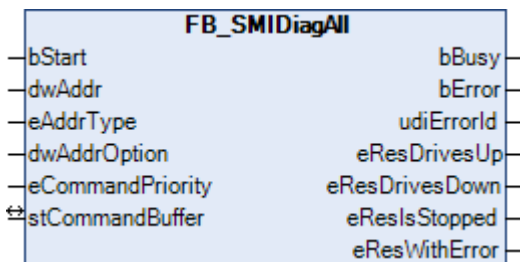 FB_SMIDiagAll
bStart bBusy
dwAddr bError
eAddrType udiErrorId
dwAddrOption eResDrivesUp
eCommandPriority eResDrivesDown
stCommandBuffer eResIsStopped
eResWithError